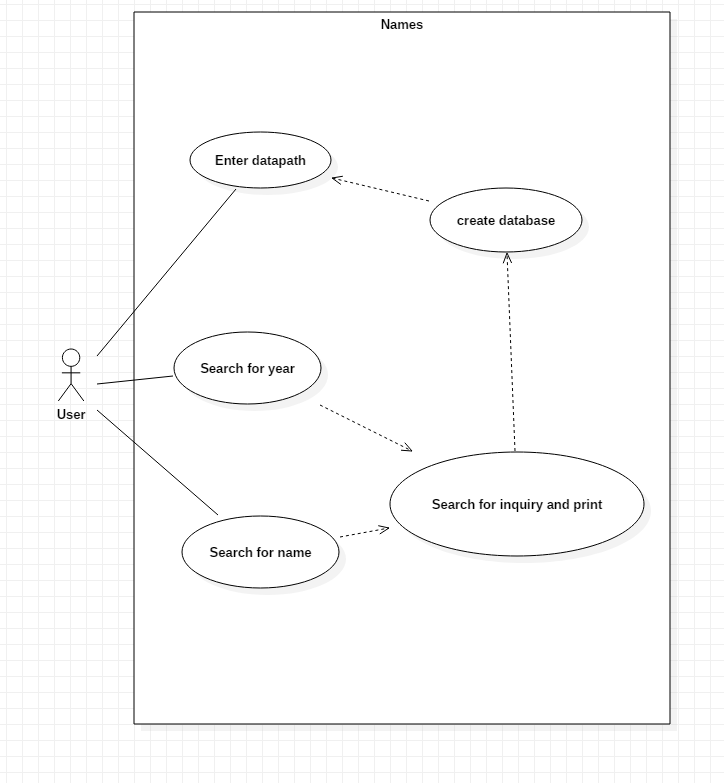 Names
Enter datapath
create database
Search for year
User
Search for inquiry and print
Search for name